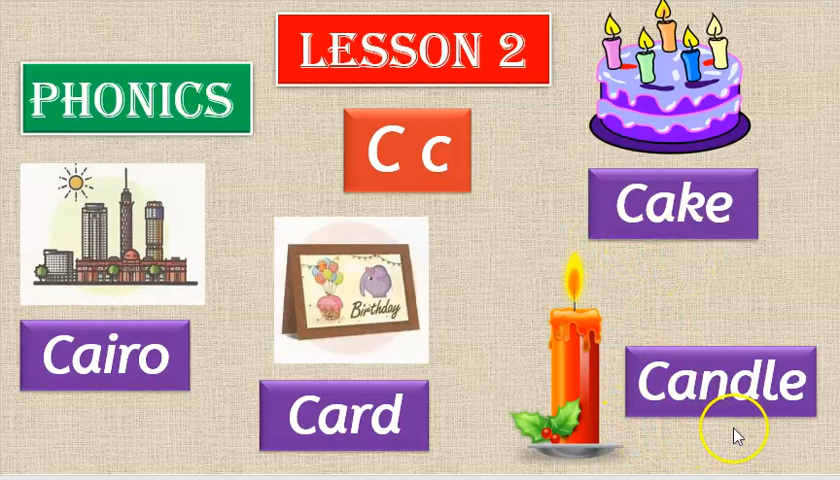 LESSON 2
PHONICS
C c
Cake
Birthday
Cairo
Card
Candle